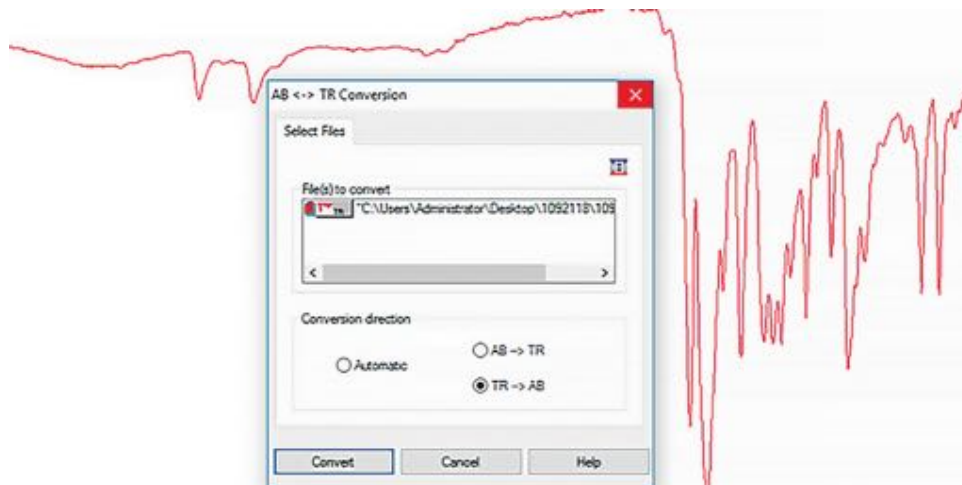 AB <-> TR Conversion
Select Files
File(s) to convert
TR "C:\Users\Administrator\Desktop\1092118\109
Conversion direction
Automatic
AB -> TR
TR -> AB
Convert
Cancel
Help